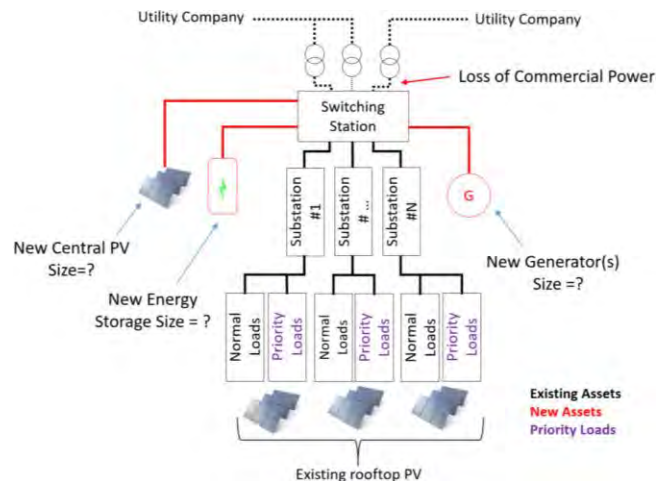 Utility Company
Utility Company
Loss of Commercial Power
Switching
Station
Substation
#1
Substation
# ...
Substation
#N
G
New Central PV
Size=?
New Energy
Storage Size = ?
New Generator(s)
Size =?
Normal
Loads
Priority
Loads
Normal
Loads
Priority
Loads
Normal
Loads
Priority
Loads
Existing Assets
New Assets
Priority Loads
Existing rooftop PV